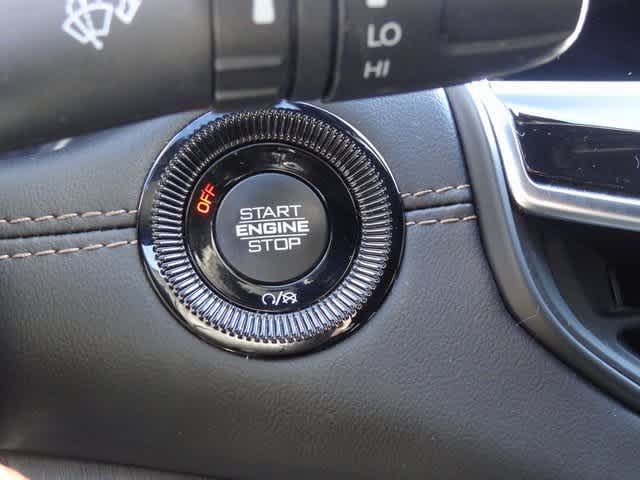 LO
HI
OFF
START
ENGINE
STOP